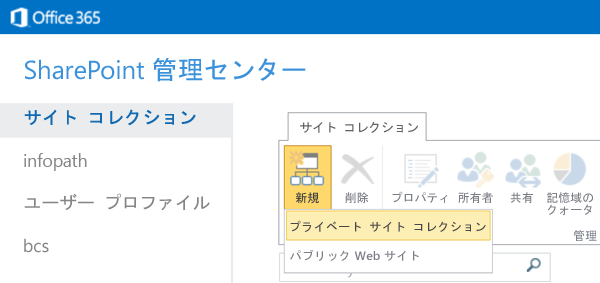 Office 365
SharePoint 管理センター
サイト コレクション
infopath
ユーザー プロファイル
bcs
サイト コレクション
新規
削除
プロパティ
所有者
共有
記憶域の
クォータ
管理
プライベート サイト コレクション
パブリック Web サイト